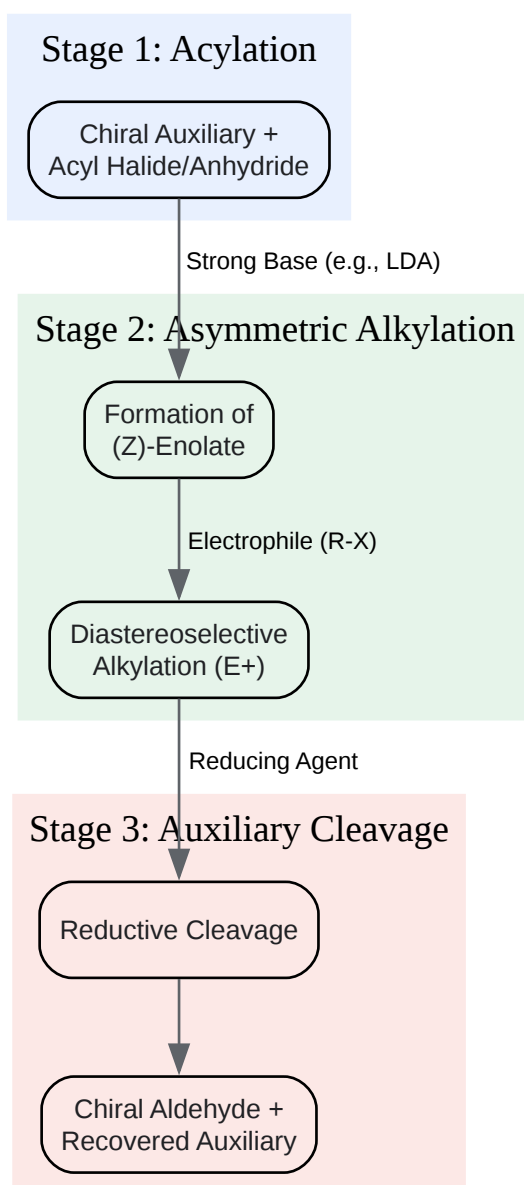 Stage 1: Acylation
Chiral Auxiliary +
Acyl Halide/Anhydride
Strong Base (e.g., LDA)
Stage 2: Asymmetric Alkylation
Formation of
(Z)-Enolate
Electrophile (R-X)
Diastereoselective
Alkylation (E+)
Reducing Agent
Stage 3: Auxiliary Cleavage
Reductive Cleavage
Chiral Aldehyde +
Recovered Auxiliary